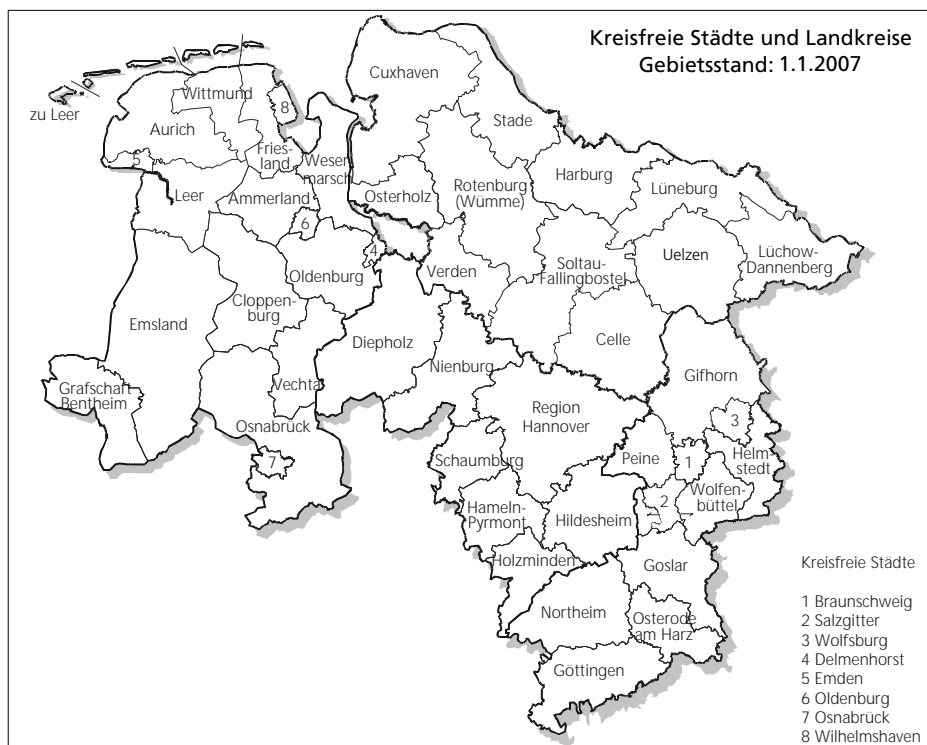 Kreisfreie Städte und Landkreise
Gebietsstand: 1.1.2007
Cuxhaven
Wittmund
8
zu Leer
Stade
Aurich
5
Fries-
land
Weser
marsch
Harburg
Lüneburg
Leer
Ammerland
Osterholz
Rotenburg
(Wümme)
6
4
Uelzen
Lüchow-
Dannenberg
Oldenburg
Verden
Soltau-
Fallingbostel
Cloppen-
burg
Emsland
Diepholz
Celle
Nienburg
Gifhorn
Grafschaft
Bentheim
Vechta
Region
Hannover
3
Osnabrück
7
Schaumburg
Peine
1
Helm-
stedt
2
Wolfen-
büttel
Hameln-
Pyrmont
Hildesheim
Holzminden
Goslar
Northeim
Osterode
am Harz
Göttingen
Kreisfreie Städte
1 Braunschweig
2 Salzgitter
3 Wolfsburg
4 Delmenhorst
5 Emden
6 Oldenburg
7 Osnabrück
8 Wilhelmshaven